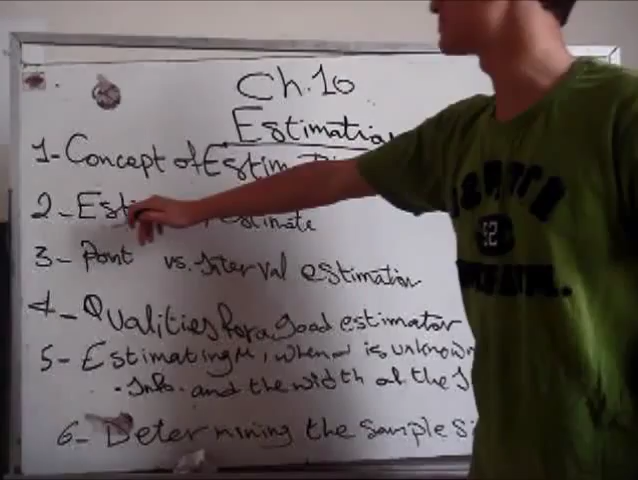 Ch.10
Estimation
1- Concept of Estim
2- Est estimate
3- Point vs. Interval estimation
4- Qualities for a good estimator
5- Estimating μ, when σ is unknown
- Info. and the width of the I
6- Determining the sample si